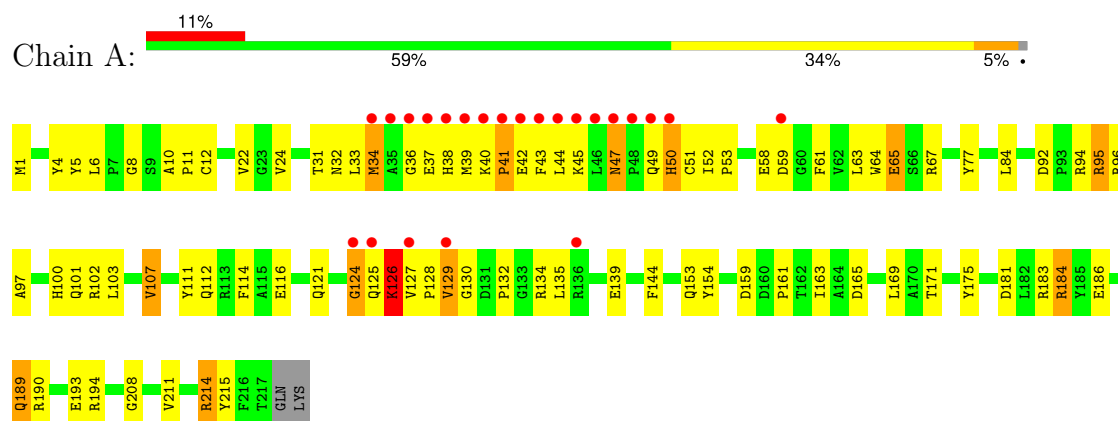 11%
Chain A:
59% 34% 5% •
M1 Y4 Y5 L6 P7 G8 S9 A10 P11 C12 V22 G23 V24 T31 N32 L33 M34 A35 G36 E37 H38 M39 K40 P41 E42 F43 L44 K45 L46 N47 P48 Q49 H50 C51 I52 P53 E58 D59 G60 F61 V62 L63 W64 E65 S66 R67 Y77 L84 D92 P93 R94 R95 R96
A97 H100 Q101 R102 L103 V107 Y111 Q112 R113 F114 A115 E116 Q121 G124 Q125 K126 V127 P128 V129 G130 D131 P132 G133 R134 L135 R136 E139 F144 Q153 Y154 D159 D160 P161 T162 I163 A164 D165 L169 A170 T171 Y175 D181 L182 R183 R184 Y185 E186
Q189 R190 E193 R194 G208 V211 R214 Y215 F216 T217 GLN LYS